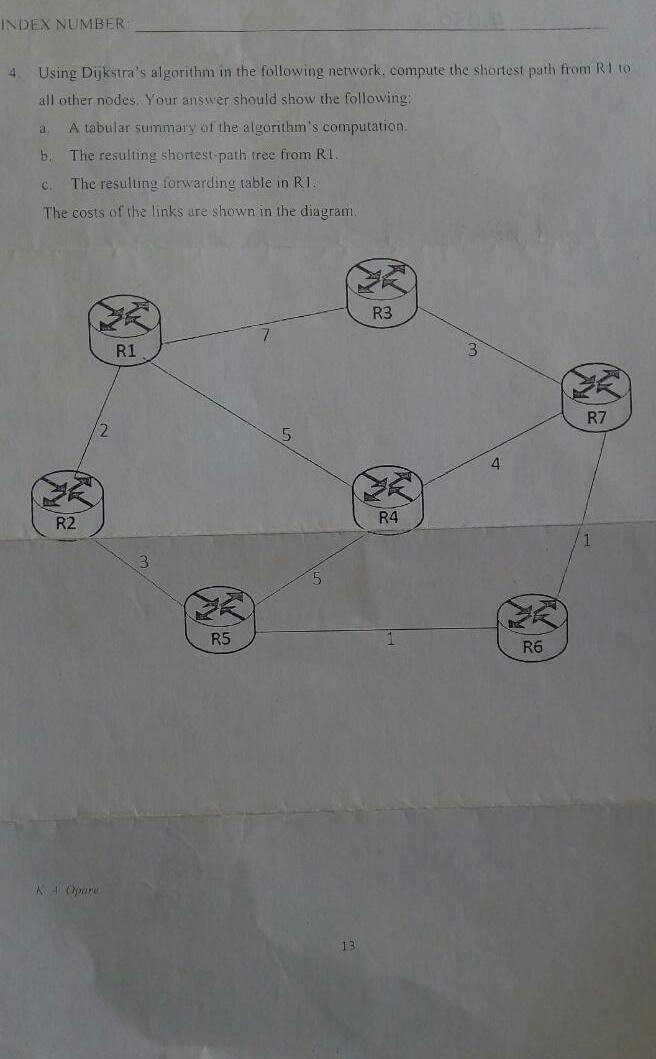 INDEX NUMBER:
4. Using Dijkstra's algorithm in the following network, compute the shortest path from R1 to
all other nodes. Your answer should show the following:
a. A tabular summary of the algorithm's computation.
b. The resulting shortest-path tree from R1.
c. The resulting forwarding table in R1.
The costs of the links are shown in the diagram.
R3
R1
7
3
R7
2
5
4
R2
R4
3
5
1
R5
1
R6
K. A. Opare
13